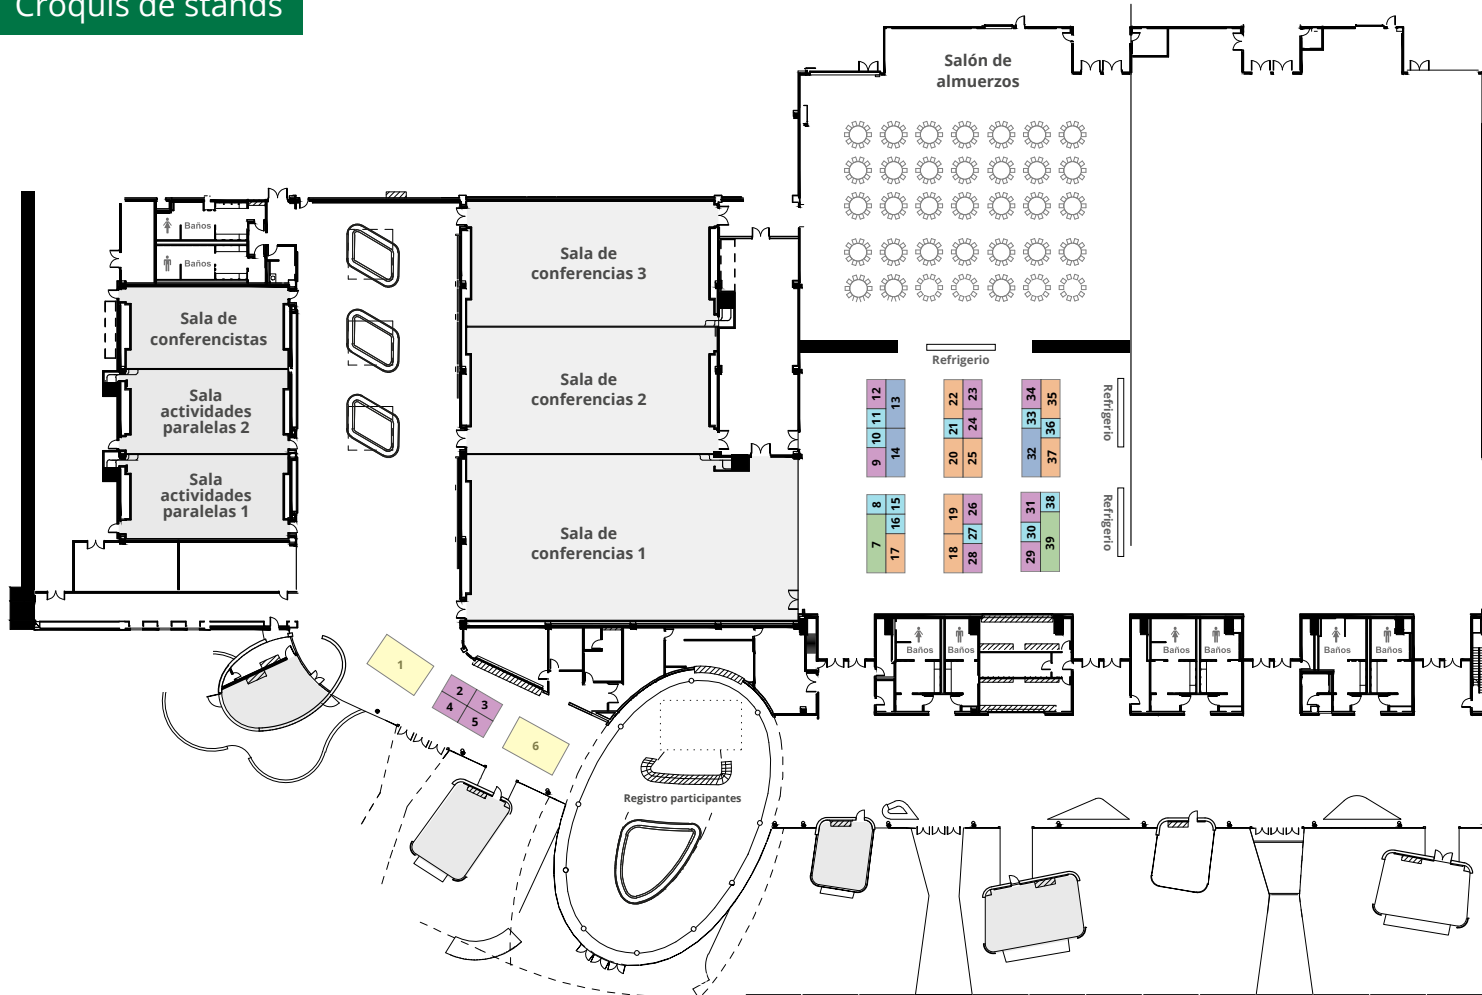 Croquis de stands
Salón de
almuerzos
Baños
Baños
Sala de
conferencistas
Sala
actividades
paralelas 2
Sala
actividades
paralelas 1
Sala de
conferencias 3
Sala de
conferencias 2
Sala de
conferencias 1
Refrigerio
Refrigerio
Refrigerio
12
13
11
10
9
14
22
23
21
24
20
25
34
35
33
36
32
37
8
15
16
7
17
19
26
27
18
28
31
38
30
39
29
Baños
Baños
Baños
Baños
Baños
Baños
1
2
3
4
5
6
Registro participantes